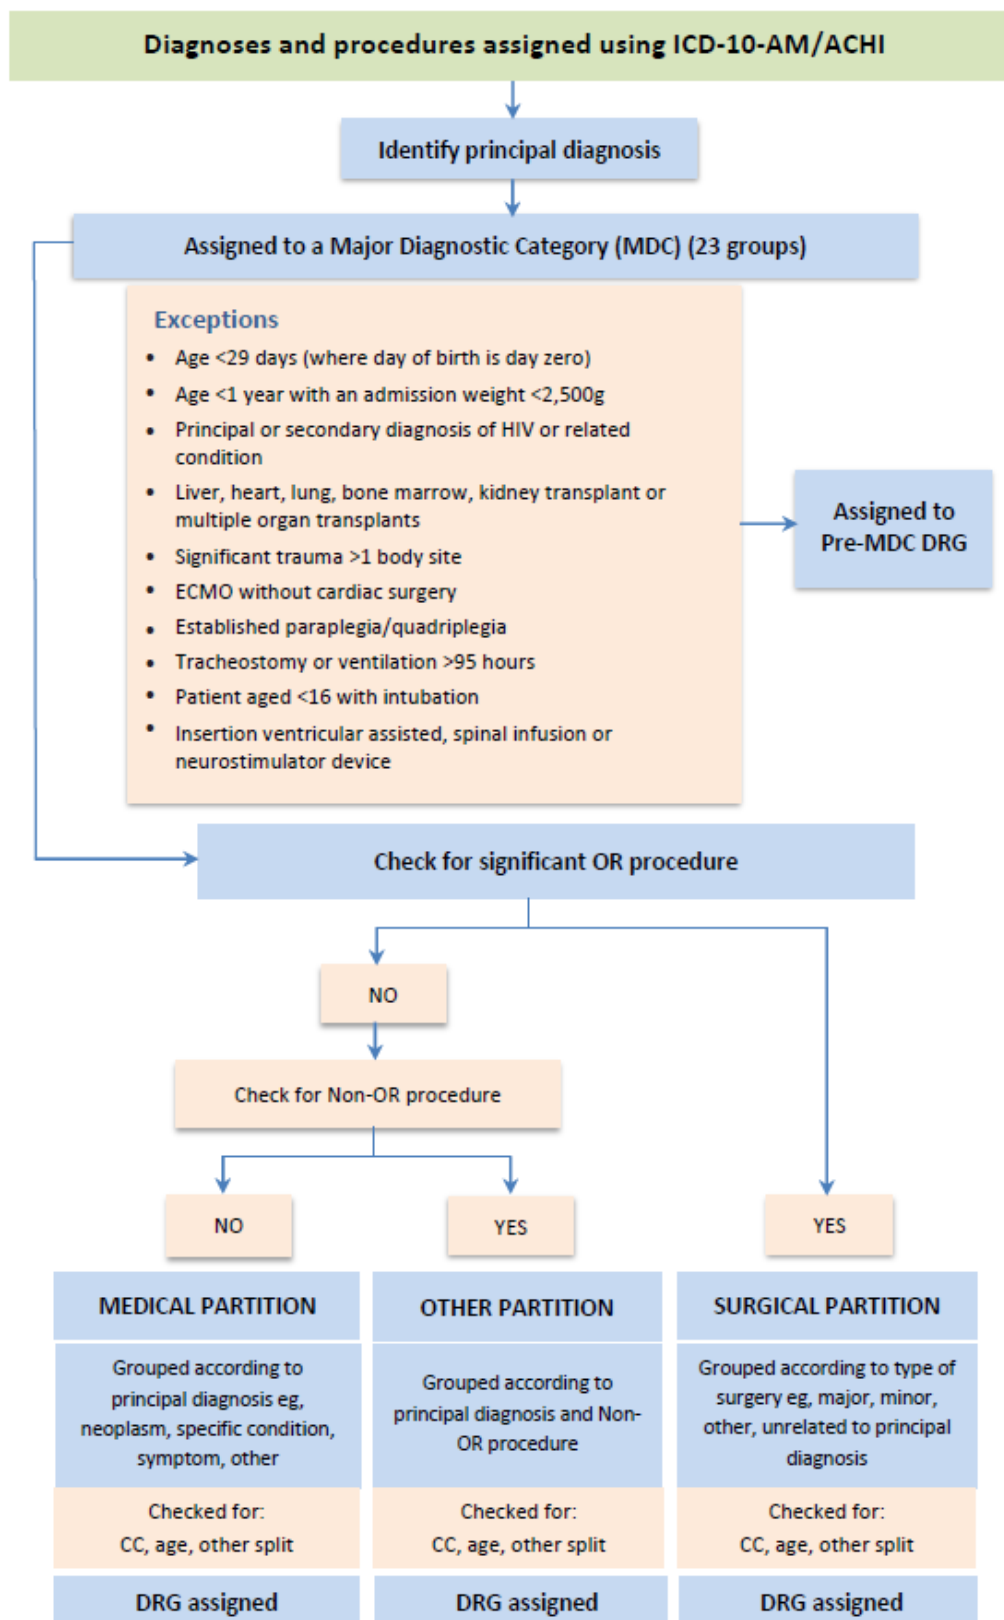 Diagnoses and procedures assigned using ICD-10-AM/ACHI
Identify principal diagnosis
Assigned to a Major Diagnostic Category (MDC) (23 groups)
Exceptions
• Age <29 days (where day of birth is day zero)
• Age <1 year with an admission weight <2,500g
• Principal or secondary diagnosis of HIV or related
condition
• Liver, heart, lung, bone marrow, kidney transplant or
multiple organ transplants
• Significant trauma >1 body site
• ECMO without cardiac surgery
• Established paraplegia/quadriplegia
• Tracheostomy or ventilation >95 hours
• Patient aged <16 with intubation
• Insertion ventricular assisted, spinal infusion or
neurostimulator device
Assigned to
Pre-MDC DRG
Check for significant OR procedure
NO
Check for Non-OR procedure
NO
YES
YES
MEDICAL PARTITION
Grouped according to
principal diagnosis eg,
neoplasm, specific condition,
symptom, other
Checked for:
CC, age, other split
DRG assigned
OTHER PARTITION
Grouped according to
principal diagnosis and Non-
OR procedure
Checked for:
CC, age, other split
DRG assigned
SURGICAL PARTITION
Grouped according to type of
surgery eg, major, minor,
other, unrelated to principal
diagnosis
Checked for:
CC, age, other split
DRG assigned